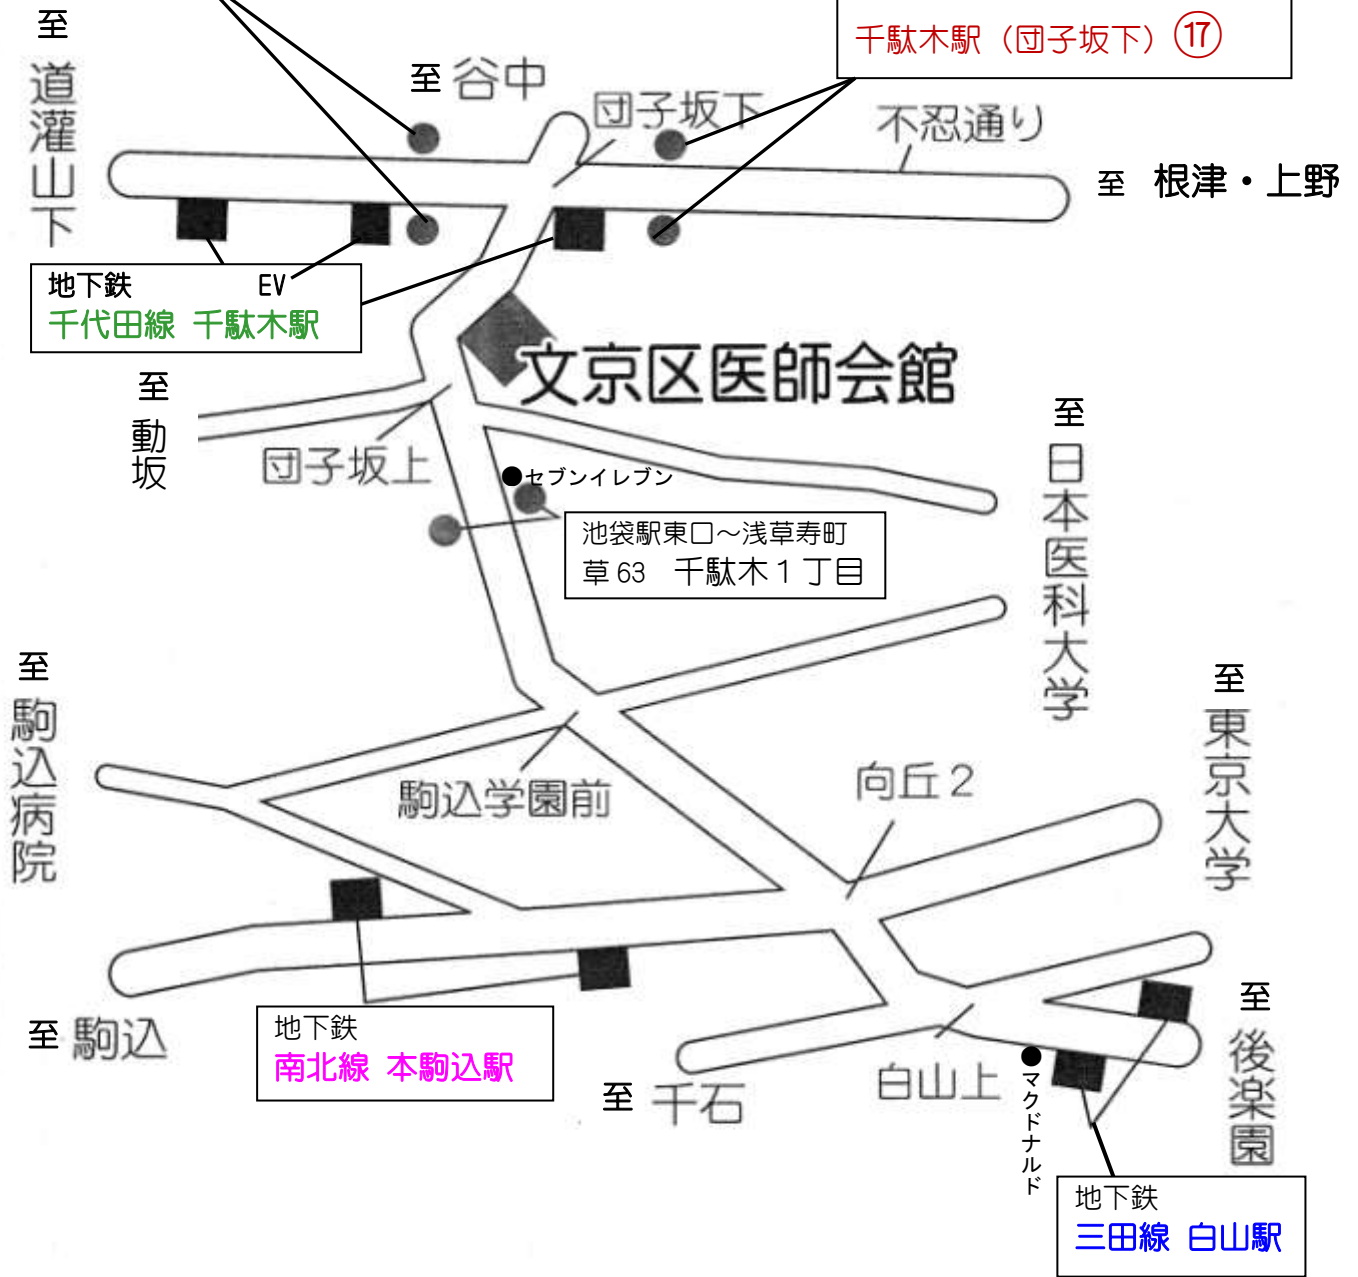 千駄木駅（団子坂下）⑰
至
道灌山下
至 谷中
団子坂下
不忍通り
至 根津・上野
地下鉄 EV
千代田線 千駄木駅
文京区医師会館
至
動坂
団子坂上
セブンイレブン
池袋駅東口～浅草寿町
草63 千駄木１丁目
至
日本医科大学
至
駒込病院
駒込学園前
向丘２
至
東京大学
至 駒込
地下鉄
南北線 本駒込駅
至 千石
白山上
マクドナルド
至
後楽園
地下鉄
三田線 白山駅